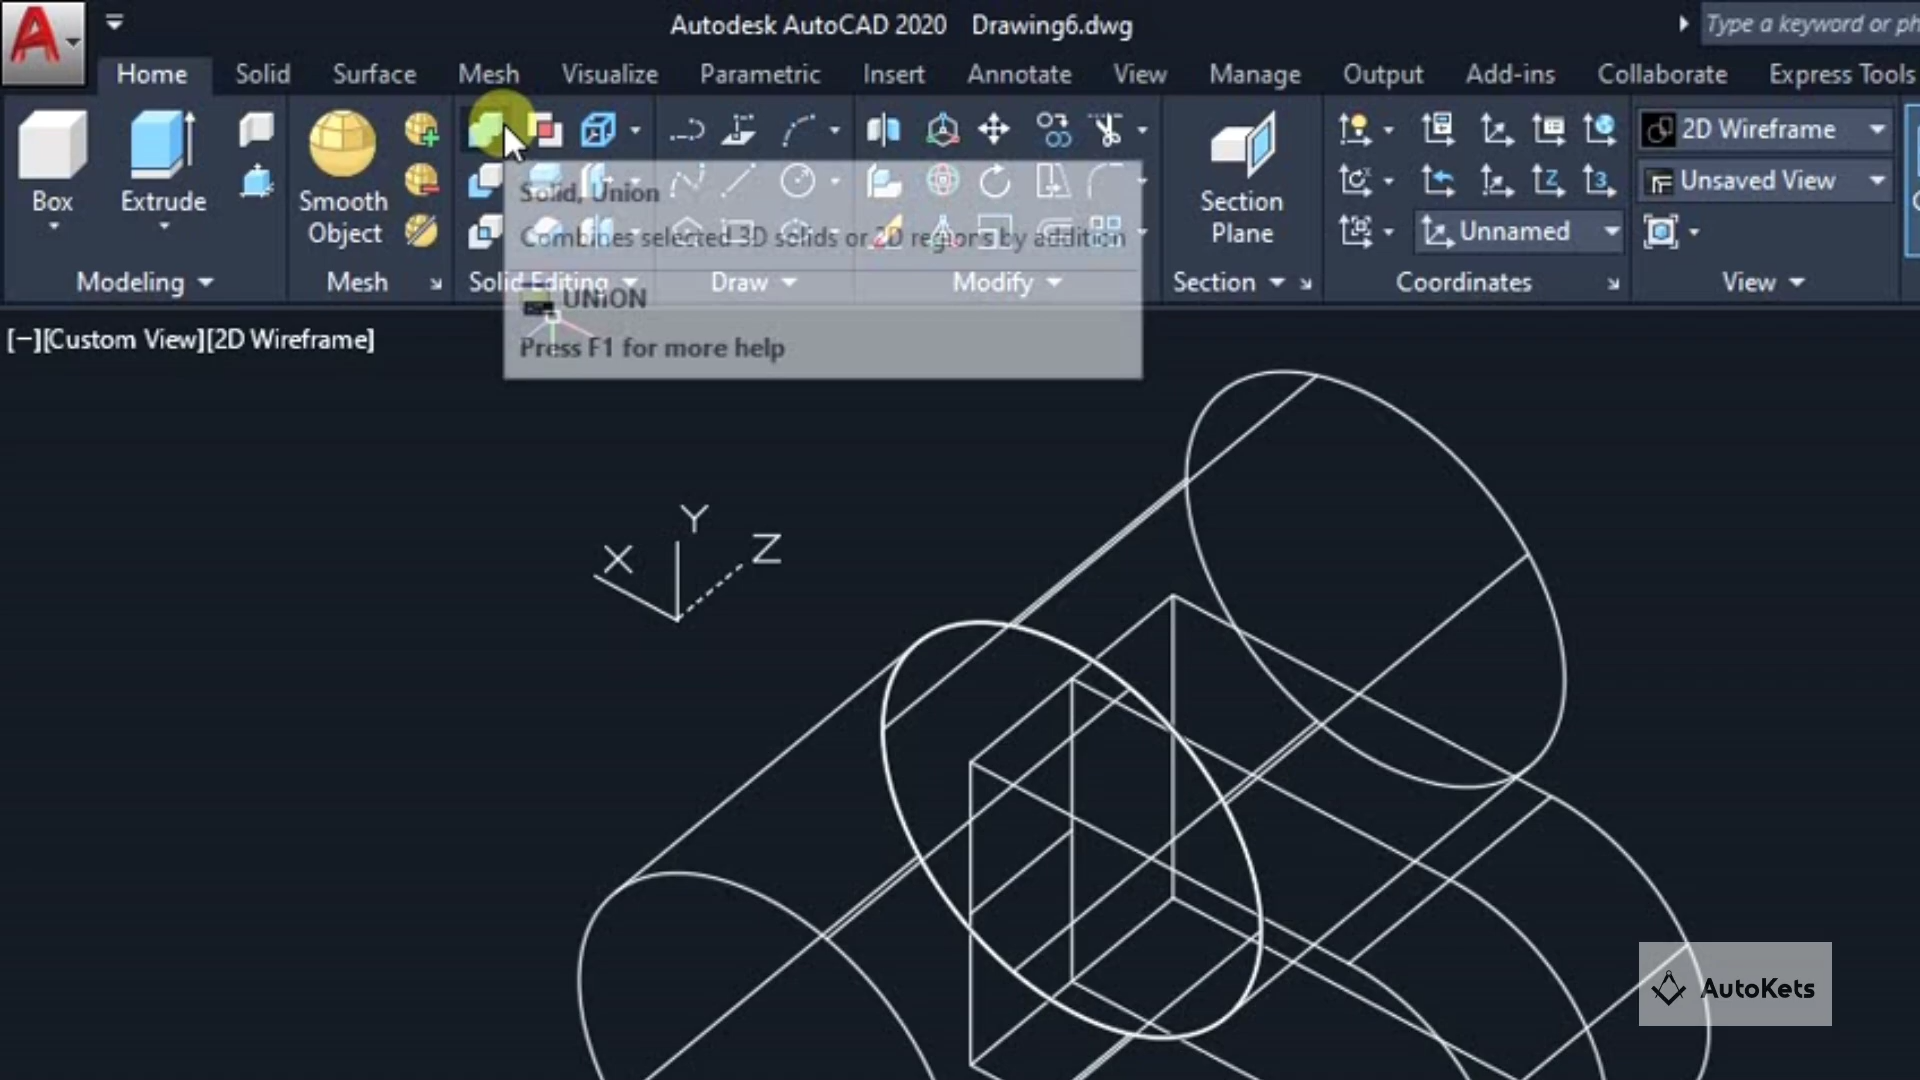 Autodesk AutoCAD 2020 Drawing6.dwg
Type a keyword or ph
Home Solid Surface Mesh Visualize Parametric Insert Annotate View Manage Output Add-ins Collaborate Express Tools
2D Wireframe
Unsaved View
Box
Extrude
Smooth
Object
Section
Plane
Unnamed
Modeling
Mesh
Solid Editing
Draw
Modify
Section
Coordinates
View
Solid, Union
Combines selected 3D solids or 2D regions by addition
UNION
Press F1 for more help
[−][Custom View][2D Wireframe]
Y
X
Z
AutoKets